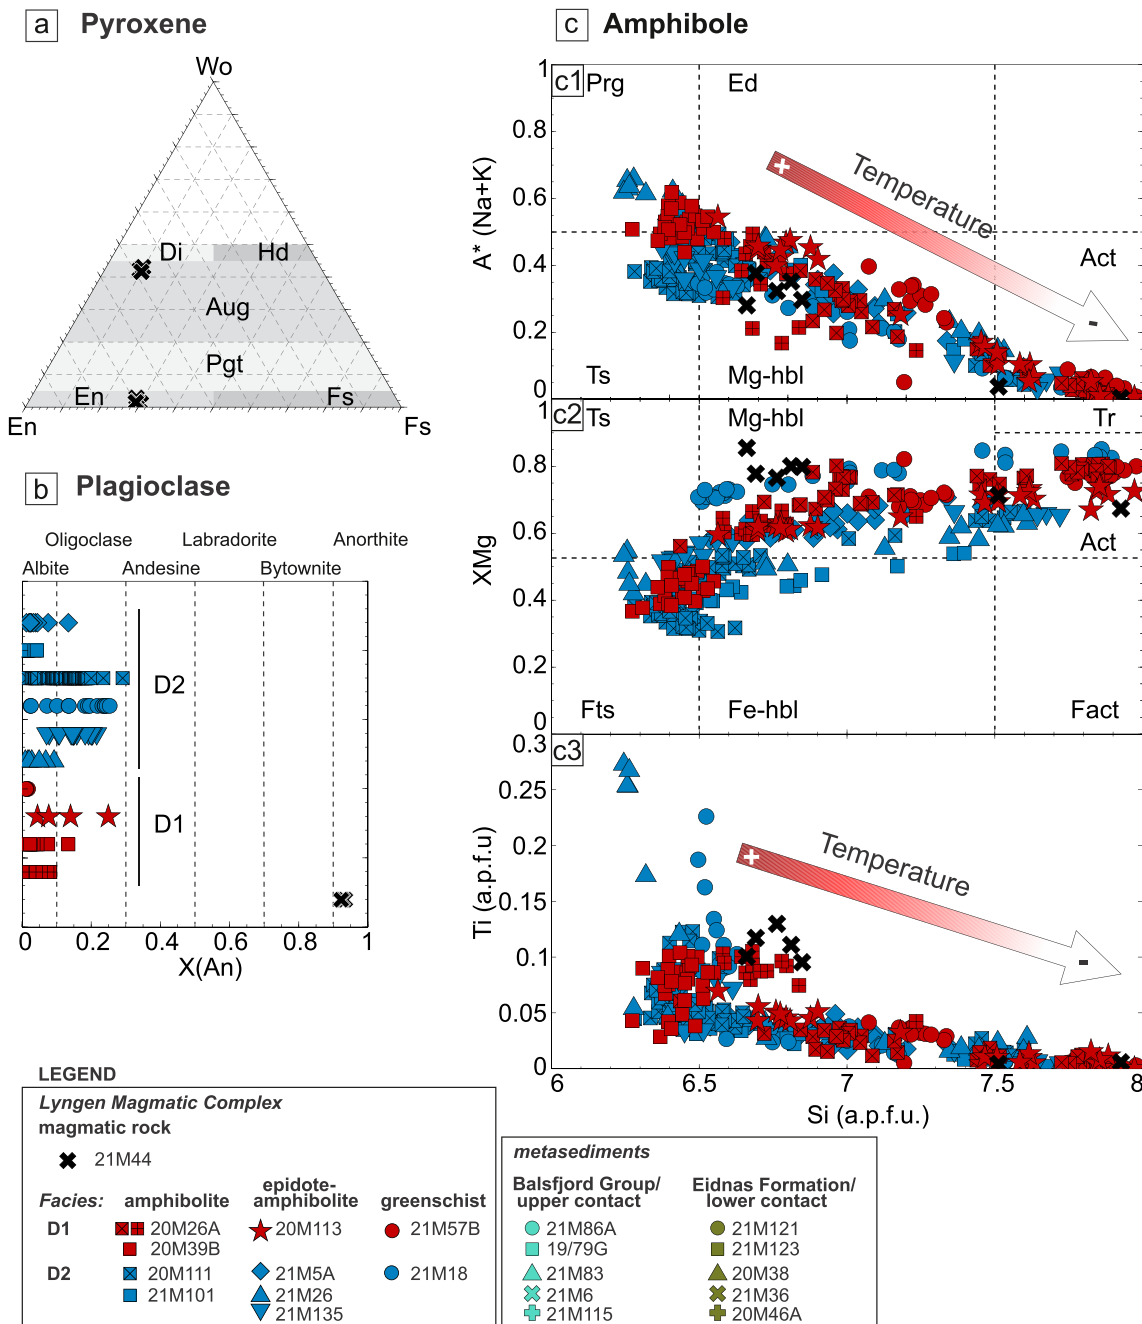 a Pyroxene
Wo
Di Hd
Aug
Pgt
En Fs
En Fs
b Plagioclase
Oligoclase Labradorite Anorthite
Albite Andesine Bytownite
D2
D1
0 0.2 0.4 0.6 0.8 1
X(An)
c Amphibole
c1 Prg Ed
1
0.8
0.6
0.4
0.2
0
A* (Na+K)
+ Temperature -
Act
Ts Mg-hbl
c2 Ts Mg-hbl Tr
1
0.8
0.6
0.4
0.2
0
XMg
Act
Fts Fe-hbl Fact
c3
0.3
0.25
0.2
0.15
0.1
0.05
0
Ti (a.p.f.u)
+ Temperature -
6 6.5 7 7.5 8
Si (a.p.f.u.)
LEGEND
Lyngen Magmatic Complex
magmatic rock
21M44
Facies: amphibolite epidote-amphibolite greenschist
D1 20M26A 20M113 21M57B
20M39B
D2 20M111 21M5A 21M18
21M101 21M26
21M135
metasediments
Balsfjord Group/ Eidnas Formation/
upper contact lower contact
21M86A 21M121
19/79G 21M123
21M83 20M38
21M6 21M36
21M115 20M46A